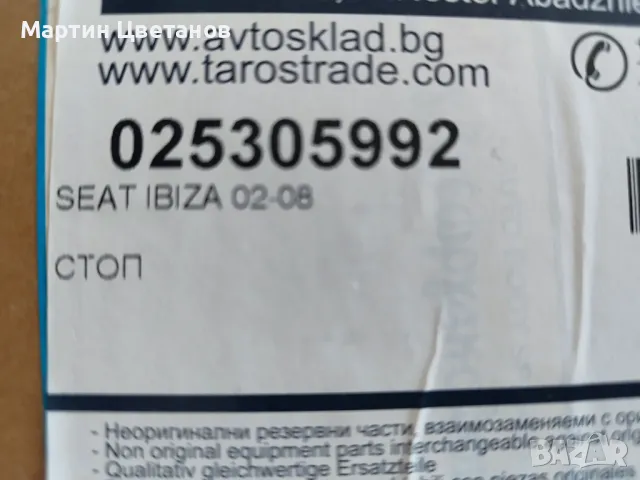 Мартин Цветанов
www.avtosklad.bg
www.tarostrade.com
025305992
SEAT IBIZA 02-08
СТОП
- Неоригинални резервни части, взаимозаменяеми с
- Non original equipment parts interchangeable
- Qualitativ gleichwertige Ersatzteile
bazar